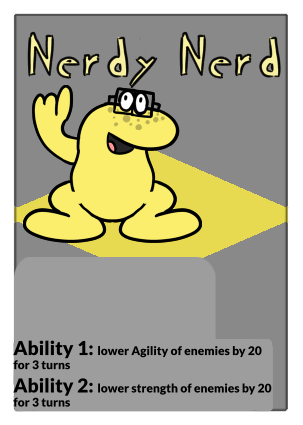 Nerdy Nerd
Ability 1: lower Agility of enemies by 20
for 3 turns
Ability 2: lower strength of enemies by 20
for 3 turns